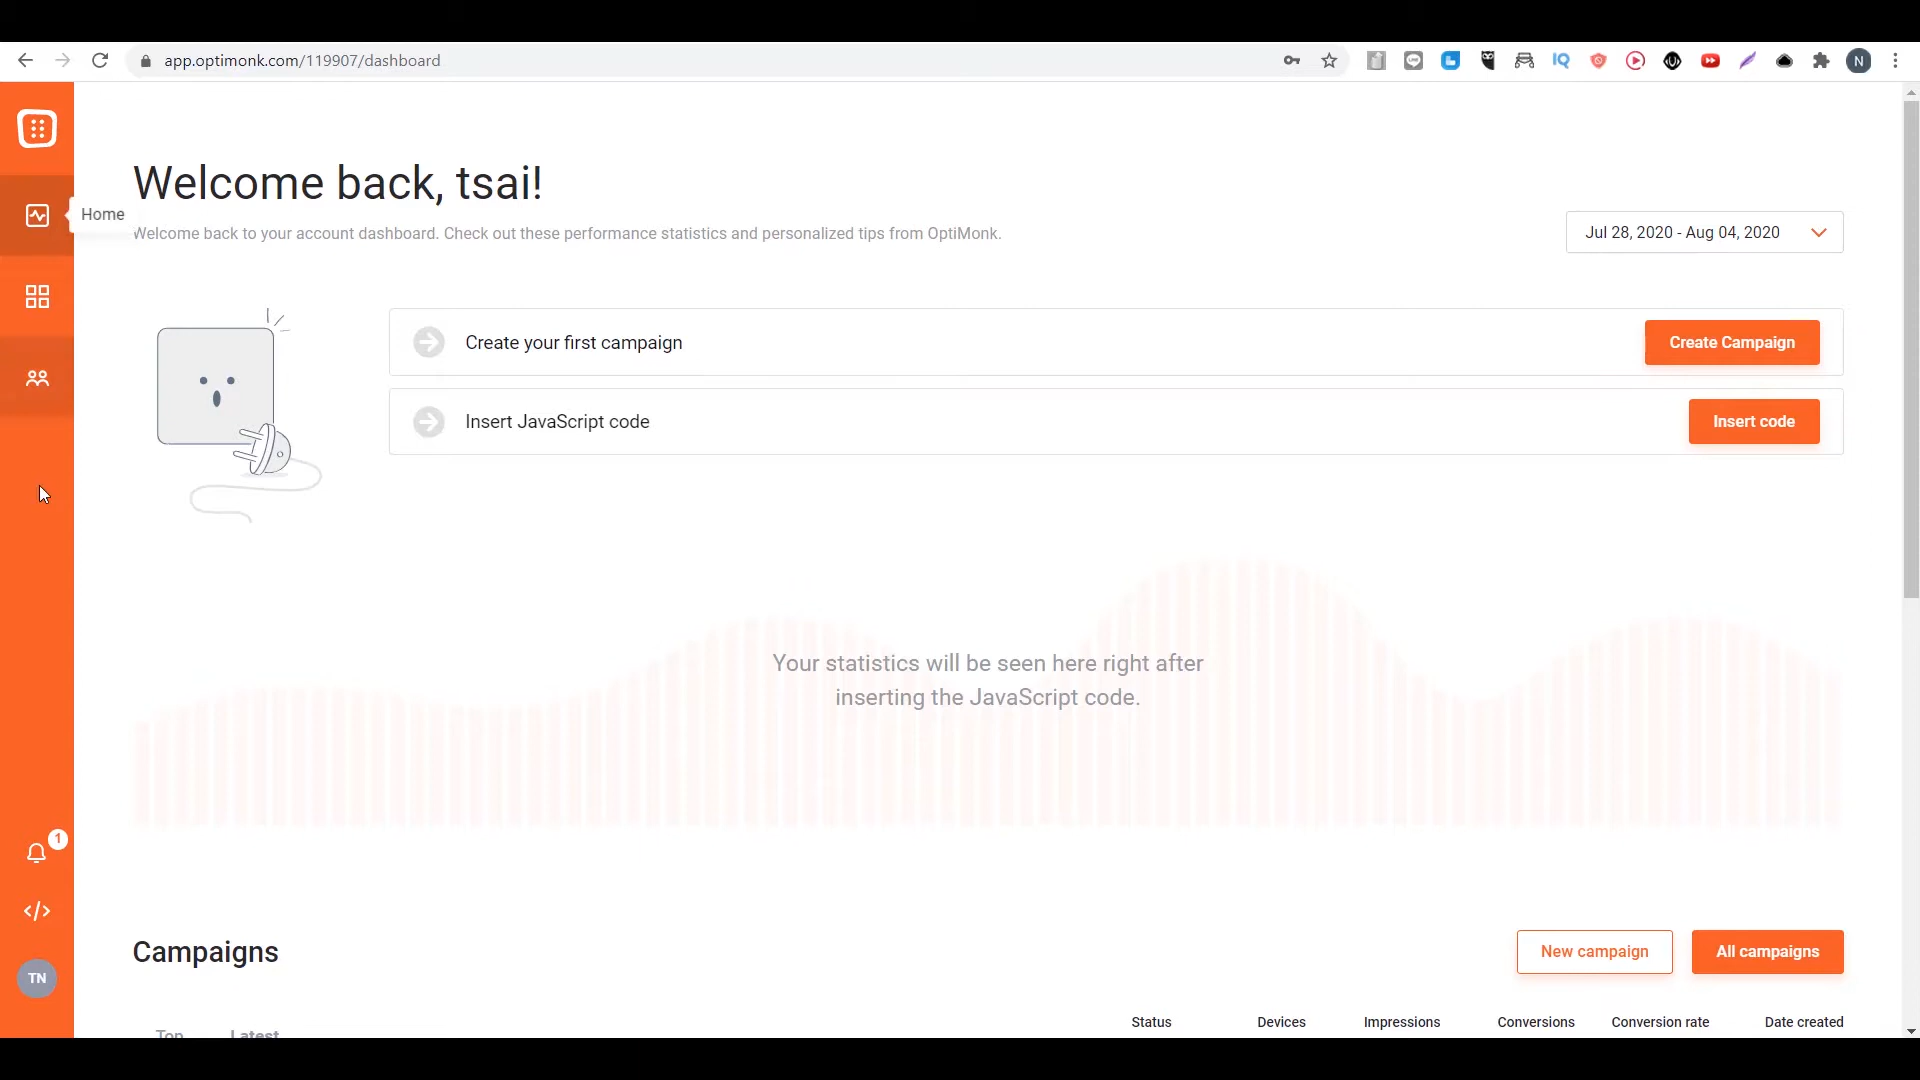 app.optimonk.com/119907/dashboard
IQ
N
Welcome back, tsai!
Home
Welcome back to your account dashboard. Check out these performance statistics and personalized tips from OptiMonk.
Jul 28, 2020 - Aug 04, 2020
Create your first campaign
Create Campaign
Insert JavaScript code
Insert code
Your statistics will be seen here right after
inserting the JavaScript code.
1
Campaigns
New campaign
All campaigns
TN
Status
Devices
Impressions
Conversions
Conversion rate
Date created
Top
Latest